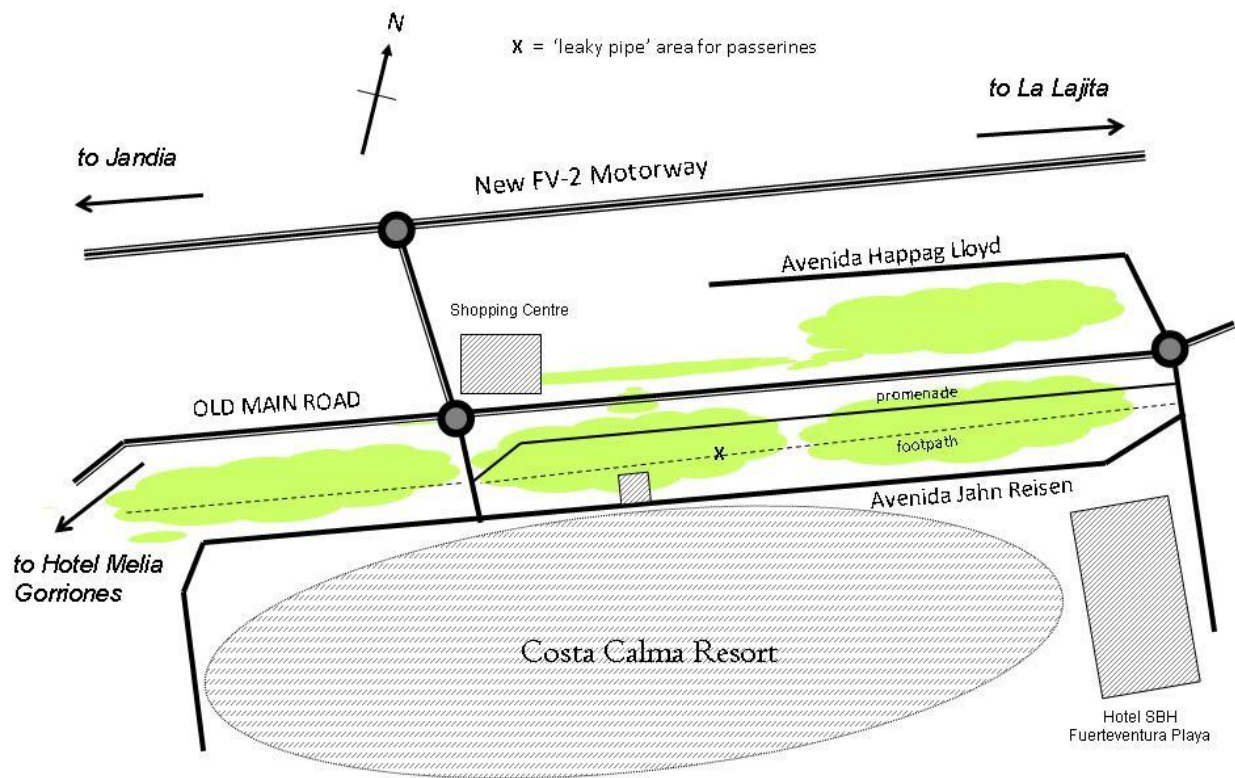 N
X = 'leaky pipe' area for passerines
to La Lajita
to Jandia
New FV-2 Motorway
Avenida Happag Lloyd
Shopping Centre
OLD MAIN ROAD
promenade
footpath
X
Avenida Jahn Reisen
to Hotel Melia
Gorriones
Costa Calma Resort
Hotel SBH
Fuerteventura Playa